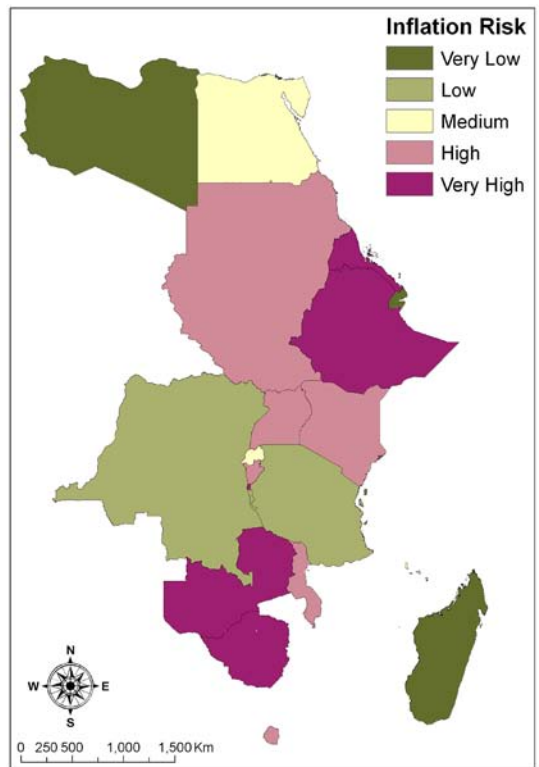 Inflation Risk
Very Low
Low
Medium
High
Very High
N
W E
S
0 250 500 1,000 1,500 Km